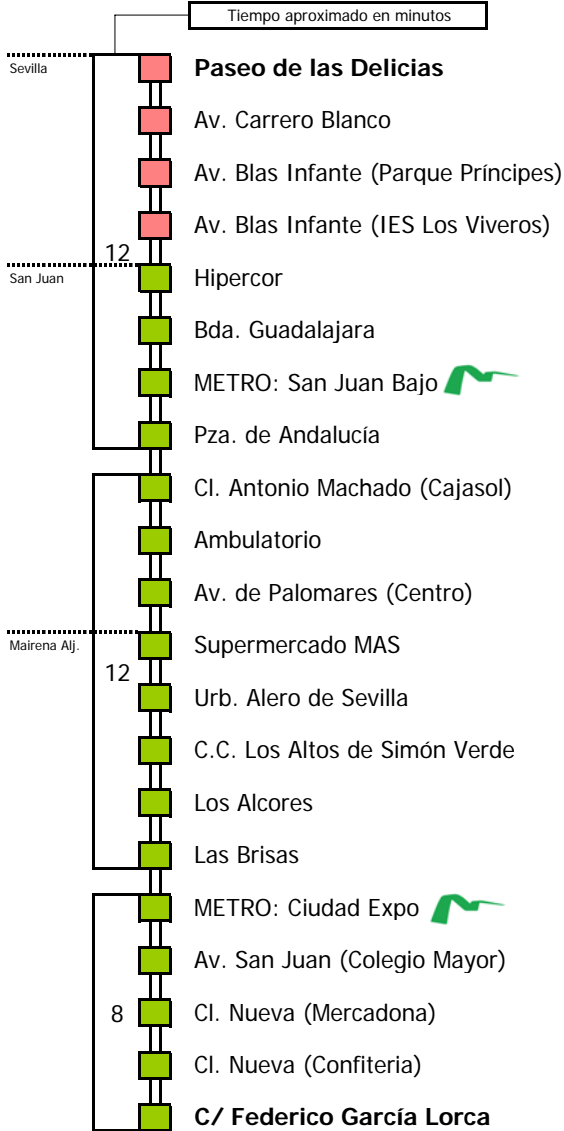 Tiempo aproximado en minutos
Sevilla
Paseo de las Delicias
Av. Carrero Blanco
Av. Blas Infante (Parque Príncipes)
Av. Blas Infante (IES Los Viveros)
12
San Juan
Hipercor
Bda. Guadalajara
METRO: San Juan Bajo
Pza. de Andalucía
Cl. Antonio Machado (Cajasol)
Ambulatorio
Av. de Palomares (Centro)
Mairena Alj.
Supermercado MAS
12
Urb. Alero de Sevilla
C.C. Los Altos de Simón Verde
Los Alcores
Las Brisas
METRO: Ciudad Expo
Av. San Juan (Colegio Mayor)
8
Cl. Nueva (Mercadona)
Cl. Nueva (Confiteria)
C/ Federico García Lorca